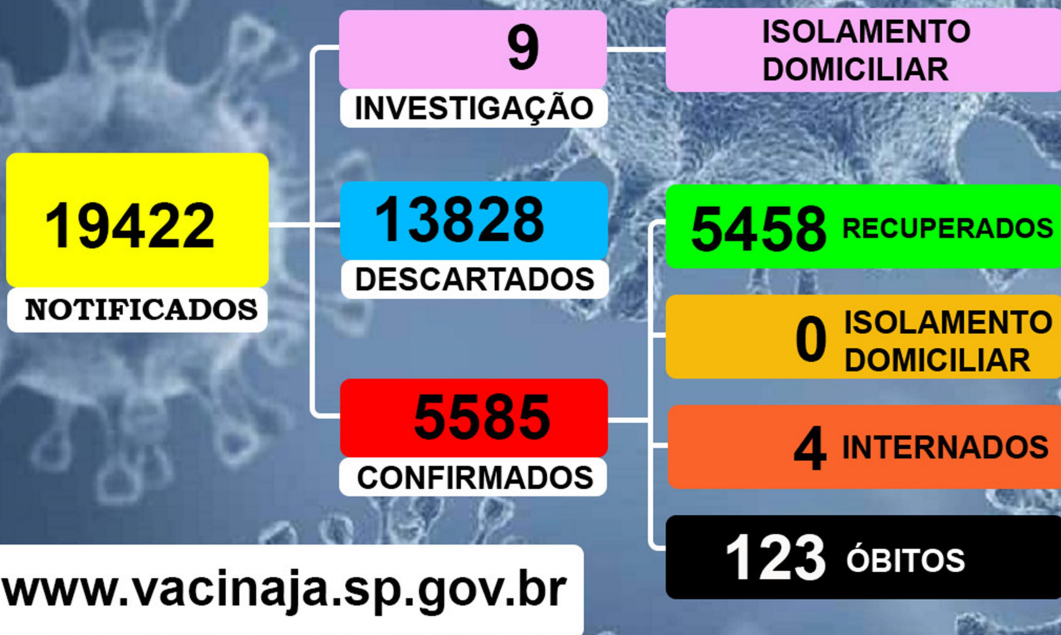 9
INVESTIGAÇÃO
ISOLAMENTO
DOMICILIAR
19422
NOTIFICADOS
13828
DESCARTADOS
5585
CONFIRMADOS
5458 RECUPERADOS
0 ISOLAMENTO
DOMICILIAR
4 INTERNADOS
123 ÓBITOS
www.vacinaja.sp.gov.br